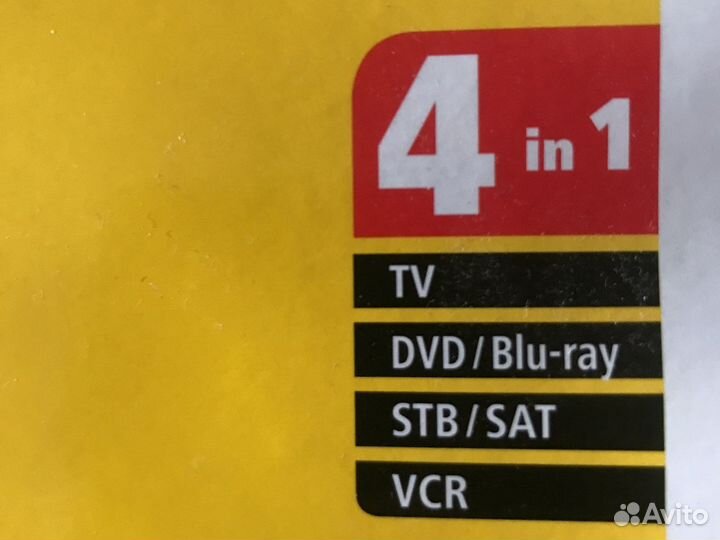 4 in 1
TV
DVD / Blu-ray
STB / SAT
VCR
Avito